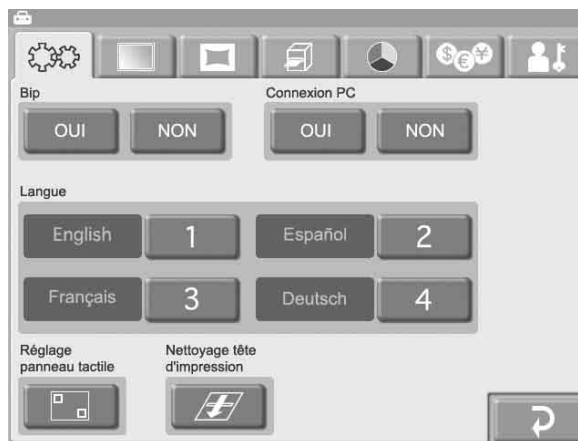 $ € ¥
Bip
Connexion PC
OUI NON OUI NON
Langue
English 1 Español 2
Français 3 Deutsch 4
Réglage
panneau tactile
Nettoyage tête
d'impression